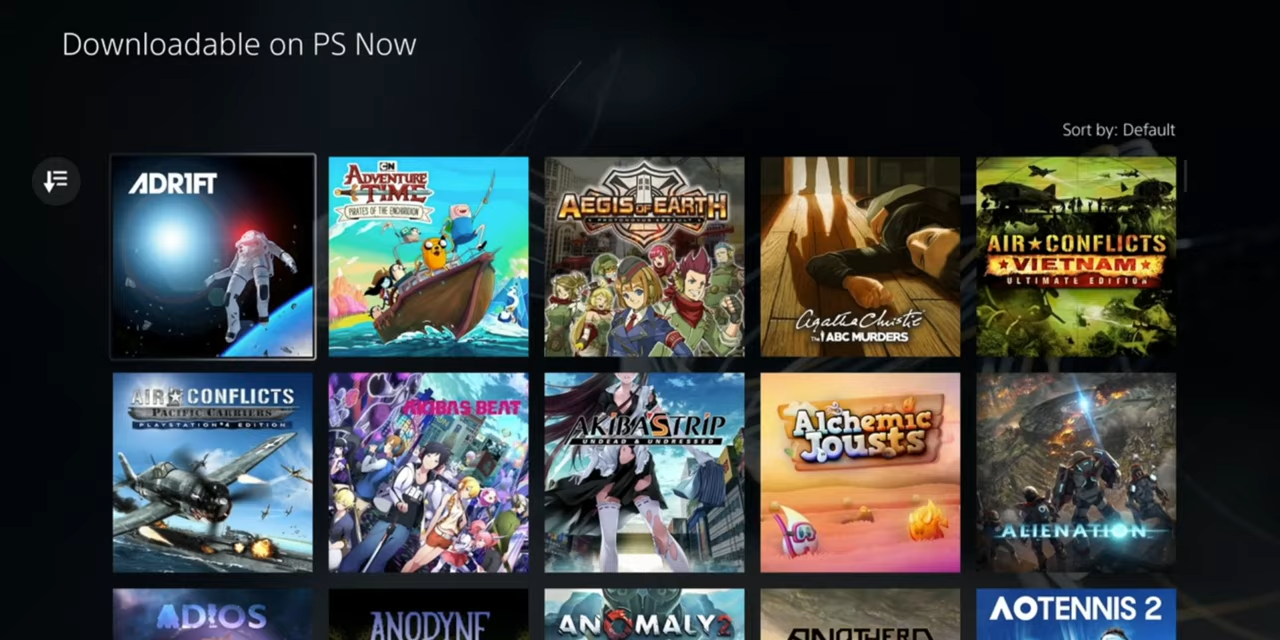 Downloadable on PS Now
Sort by: Default
ADR1FT
CN
ADVENTURE
TIME
PIRATES OF THE ENCHIRIDION
AEGIS OF EARTH
PROTONOVUS ASSAULT
Agatha Christie
The ABC MURDERS
AIR★CONFLICTS
★VIETNAM★
ULTIMATE EDITION
AIR★CONFLICTS
PACIFIC CARRIERS
PLAYSTATION®4 EDITION
AKIBA'S BEAT
AKIBA'S TRIP
UNDEAD & UNDRESSED
Alchemic
Jousts
ALIENATION
ADIOS
ANODYNE
ANOMALY 2
AO TENNIS 2